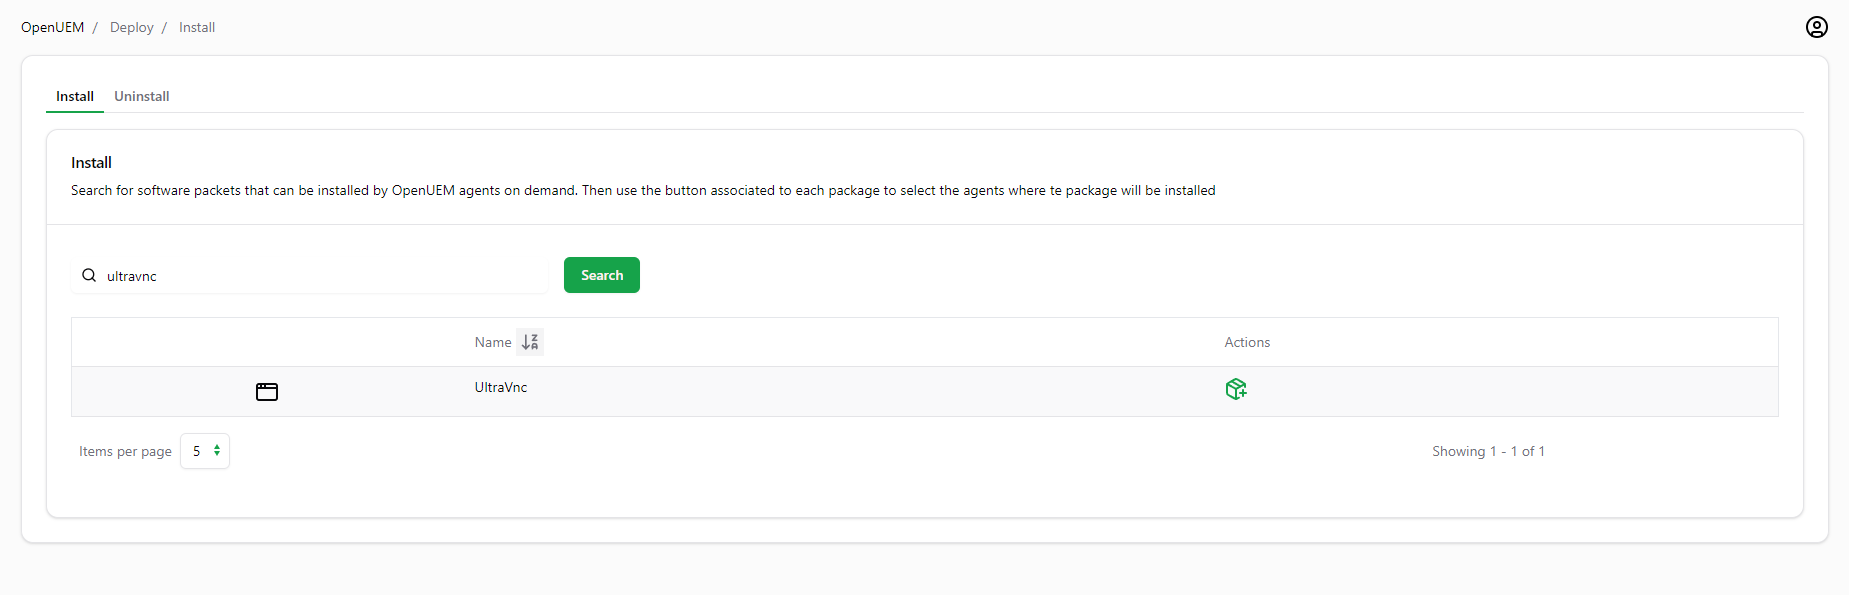 OpenUEM / Deploy / Install
Install Uninstall
Install
Search for software packets that can be installed by OpenUEM agents on demand. Then use the button associated to each package to select the agents where te package will be installed
ultravnc Search
Name Actions
UltraVnc
Items per page 5 Showing 1 - 1 of 1